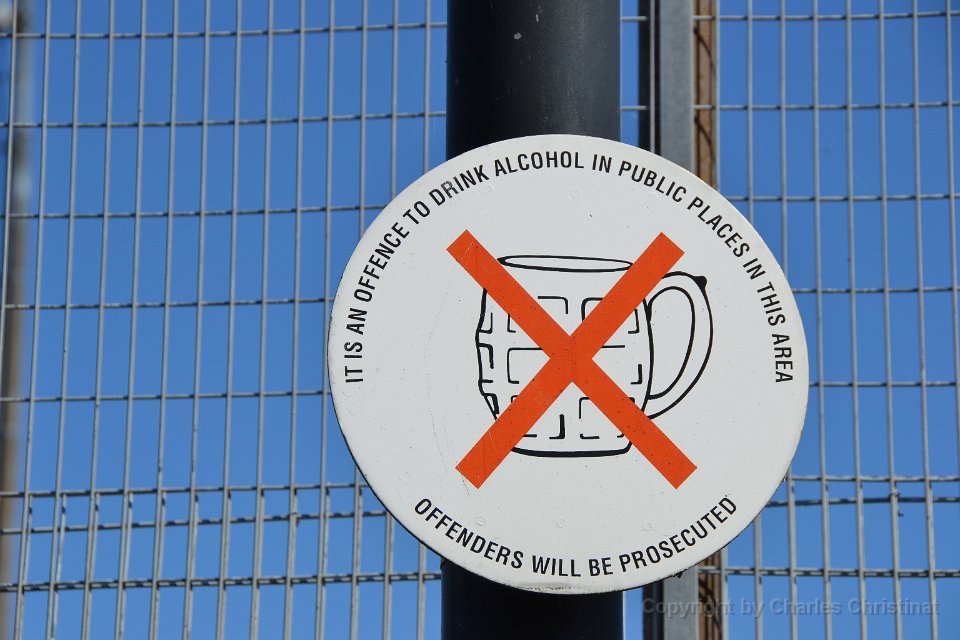 IT IS AN OFFENCE TO DRINK ALCOHOL IN PUBLIC PLACES IN THIS AREA
OFFENDERS WILL BE PROSECUTED
Copyright by Charles Christinat